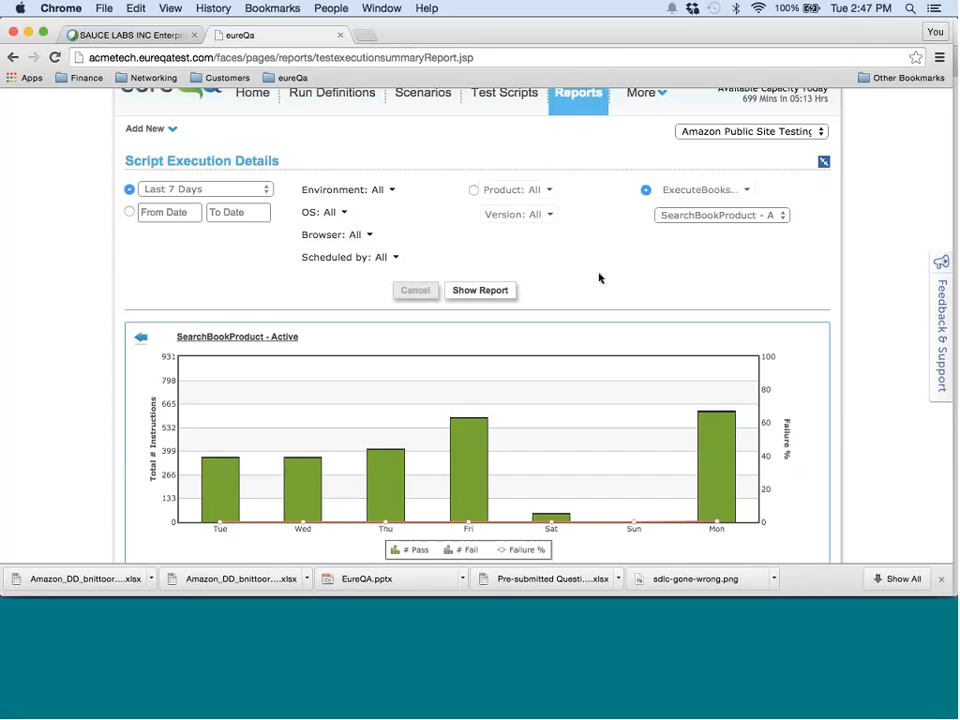 Chrome File Edit View History Bookmarks People Window Help 100% Tue 2:47 PM
SAUCE LABS INC Enterp
eureQa
You
acmetech.eureqatest.com/faces/pages/reports/testexecutionsummaryReport.jsp
Apps Finance Networking Customers eureQa Other Bookmarks
Home Run Definitions Scenarios Test Scripts Reports More
Available Capacity Today
699 Mins in 05:13 Hrs
Add New
Amazon Public Site Testing
Script Execution Details
Last 7 Days
Environment: All
Product: All
ExecuteBooks...
From Date To Date
OS: All
Version: All
SearchBookProduct - A
Browser: All
Scheduled by: All
Cancel Show Report
Feedback & Support
SearchBookProduct - Active
931
798
665
532
399
266
133
0
Total # Instructions
100
80
60
40
20
0
Failure %
Tue Wed Thu Fri Sat Sun Mon
# Pass # Fail Failure %
Amazon_DD_bnittoor....xlsx Amazon_DD_bnittoor....xlsx EureQA.pptx Pre-submitted Questi....xlsx sdlc-gone-wrong.png Show All